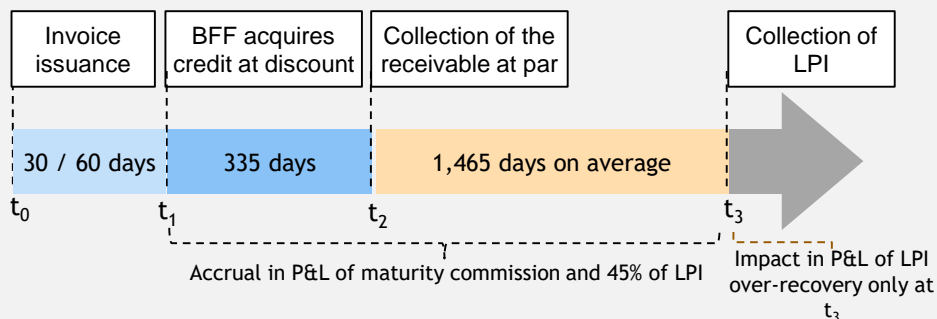 Invoice
issuance
BFF acquires
credit at discount
Collection of the
receivable at par
Collection of
LPI
30 / 60 days
335 days
1,465 days on average
t0
t1
t2
t3
Accrual in P&L of maturity commission and 45% of LPI
Impact in P&L of LPI
over-recovery only at
t3